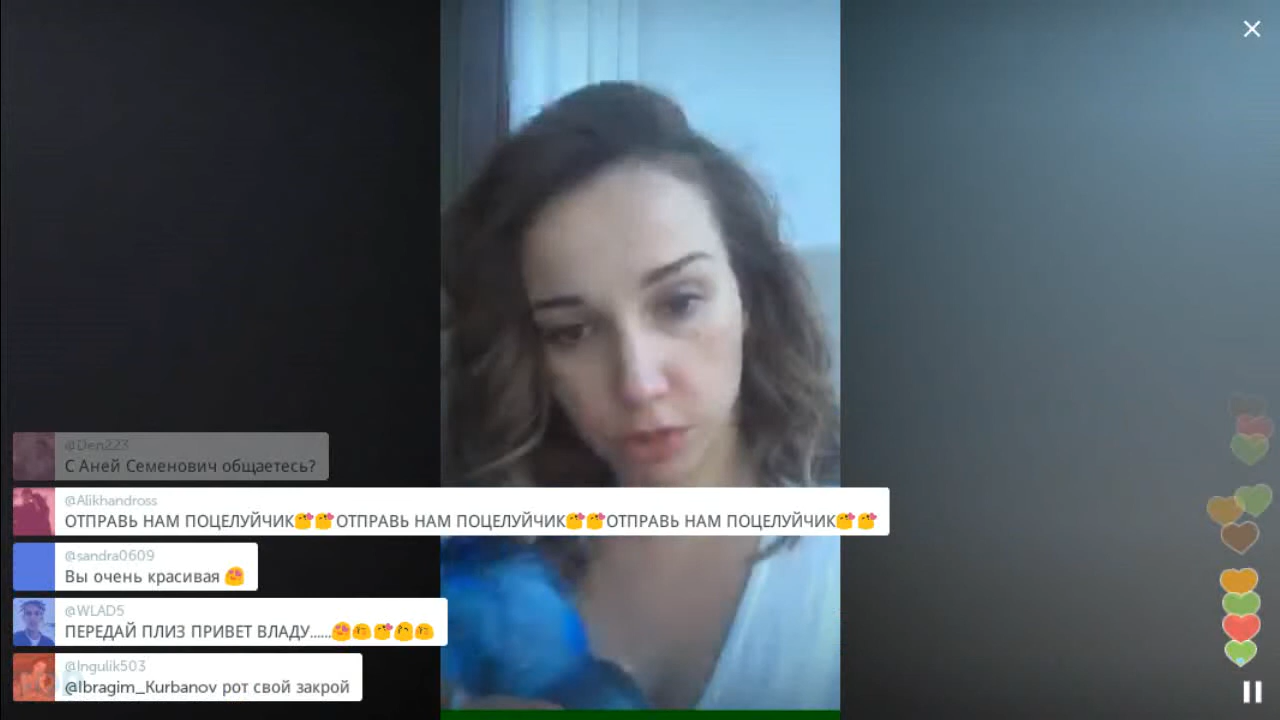 @Den223
С Аней Семенович общаетесь?
@Alikhandross
ОТПРАВЬ НАМ ПОЦЕЛУЙЧИК😘😘ОТПРАВЬ НАМ ПОЦЕЛУЙЧИК😘😘ОТПРАВЬ НАМ ПОЦЕЛУЙЧИК😘😘
@sandra0609
Вы очень красивая 😍
@WLAD5
ПЕРЕДАЙ ПЛИЗ ПРИВЕТ ВЛАДУ......😍😉😘😁😉
@Ingulik503
@Ibragim_Kurbanov рот свой закрой